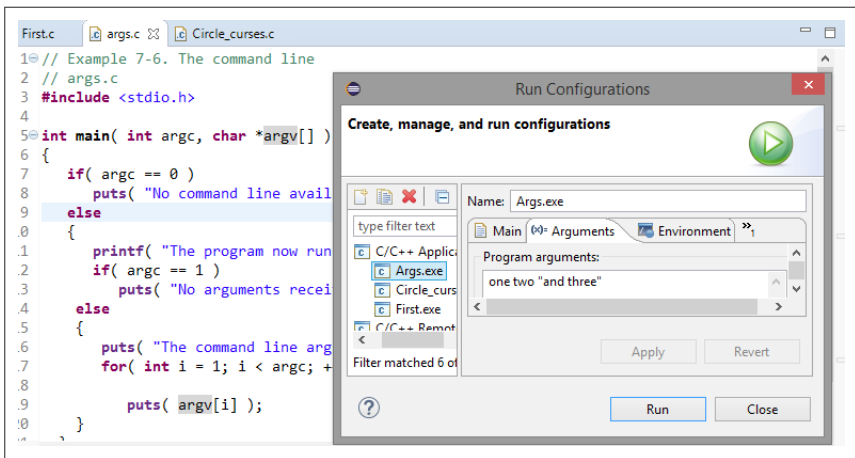 First.c args.c Circle_curses.c
1 // Example 7-6. The command line
2 // args.c
3 #include <stdio.h>
4
5 int main( int argc, char *argv[] )
6 {
7 if( argc == 0 )
8 puts( "No command line avail
9 else
.0 {
.1 printf( "The program now run
.2 if( argc == 1 )
.3 puts( "No arguments recei
.4 else
.5 {
.6 puts( "The command line arg
.7 for( int i = 1; i < argc; +
.8
.9 puts( argv[i] );
20 }
}
Run Configurations
Create, manage, and run configurations
type filter text
C/C++ Applic
Args.exe
Circle_curs
First.exe
C/C++ Remot
Filter matched 6 of
Name: Args.exe
Main (x)= Arguments Environment »1
Program arguments:
one two "and three"
Apply Revert
? Run Close